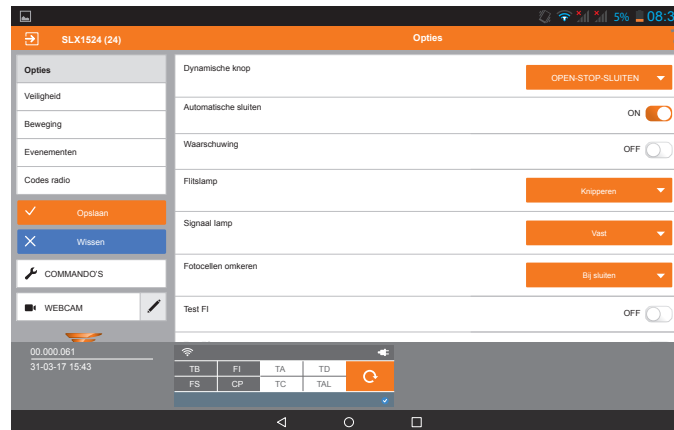 5% 08:3
SLX1524 (24) Opties
Opties
Veiligheid
Beweging
Evenementen
Codes radio
Opslaan
Wissen
COMMANDO'S
WEBCAM
00.000.061
31-03-17 15:43
Dynamische knop OPEN-STOP-SLUITEN
Automatische sluiten ON
Waarschuwing OFF
Flitslamp Knipperen
Signaal lamp Vast
Fotocellen omkeren Bij sluiten
Test FI OFF
TB FI TA TD
FS CP TC TAL